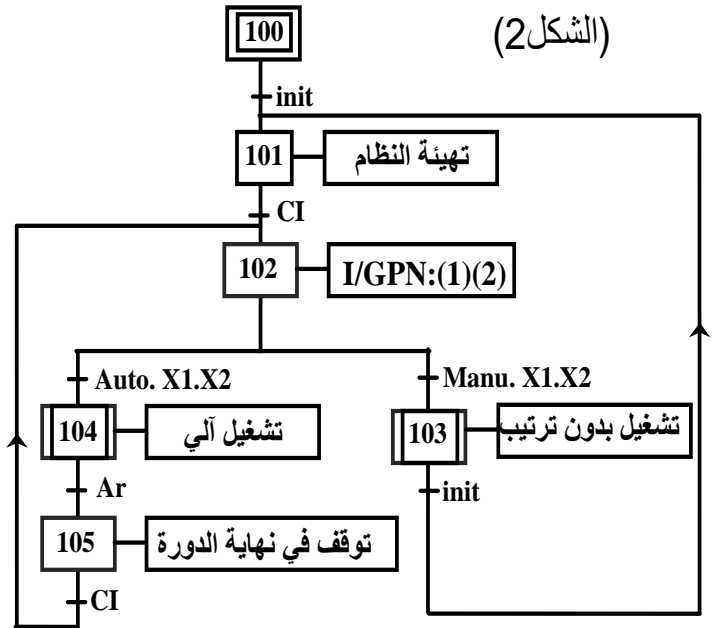 (الشكل2)
100
init
101
تهيئة النظام
CI
102
I/GPN:(1)(2)
Auto. X1.X2
Manu. X1.X2
104
تشغيل آلي
103
تشغيل بدون ترتيب
Ar
init
105
توقف في نهاية الدورة
CI